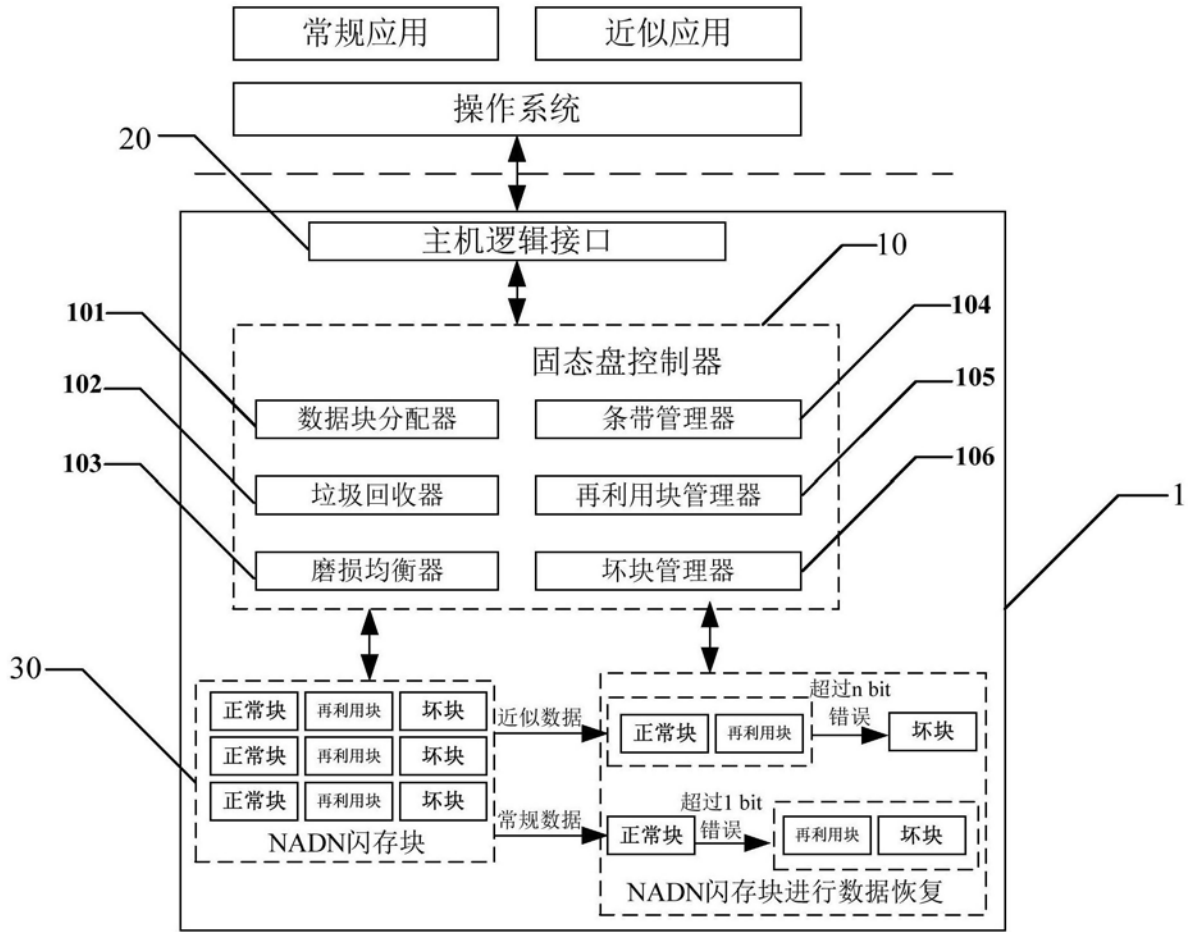 常规应用
近似应用
操作系统
20
主机逻辑接口
10
101
104
固态盘控制器
102
105
数据块分配器
条带管理器
103
106
垃圾回收器
再利用块管理器
1
磨损均衡器
坏块管理器
30
正常块 再利用块 坏块
正常块 再利用块 坏块
正常块 再利用块 坏块
NADN闪存块
近似数据
正常块 再利用块
超过n bit
错误
坏块
常规数据
正常块
超过1 bit
错误
再利用块 坏块
NADN闪存块进行数据恢复